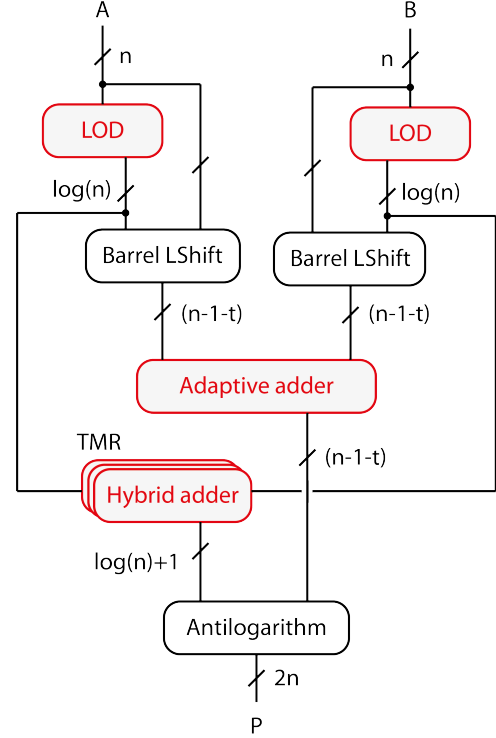 A
B
n
n
LOD
LOD
log(n)
log(n)
Barrel LShift
Barrel LShift
(n-1-t)
(n-1-t)
Adaptive adder
TMR
(n-1-t)
Hybrid adder
log(n)+1
Antilogarithm
2n
P